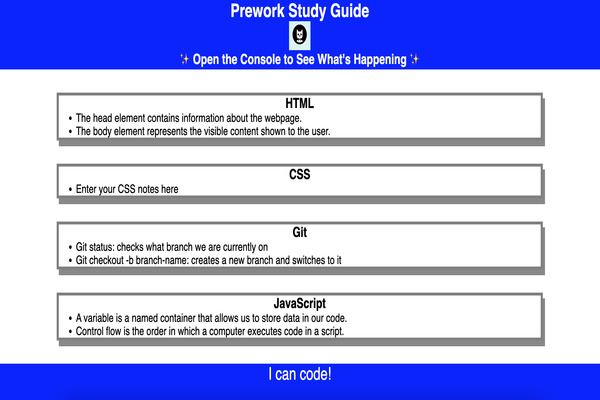 Prework Study Guide
✨ Open the Console to See What's Happening ✨
HTML
• The head element contains information about the webpage.
• The body element represents the visible content shown to the user.
CSS
• Enter your CSS notes here
Git
• Git status: checks what branch we are currently on
• Git checkout -b branch-name: creates a new branch and switches to it
JavaScript
• A variable is a named container that allows us to store data in our code.
• Control flow is the order in which a computer executes code in a script.
I can code!